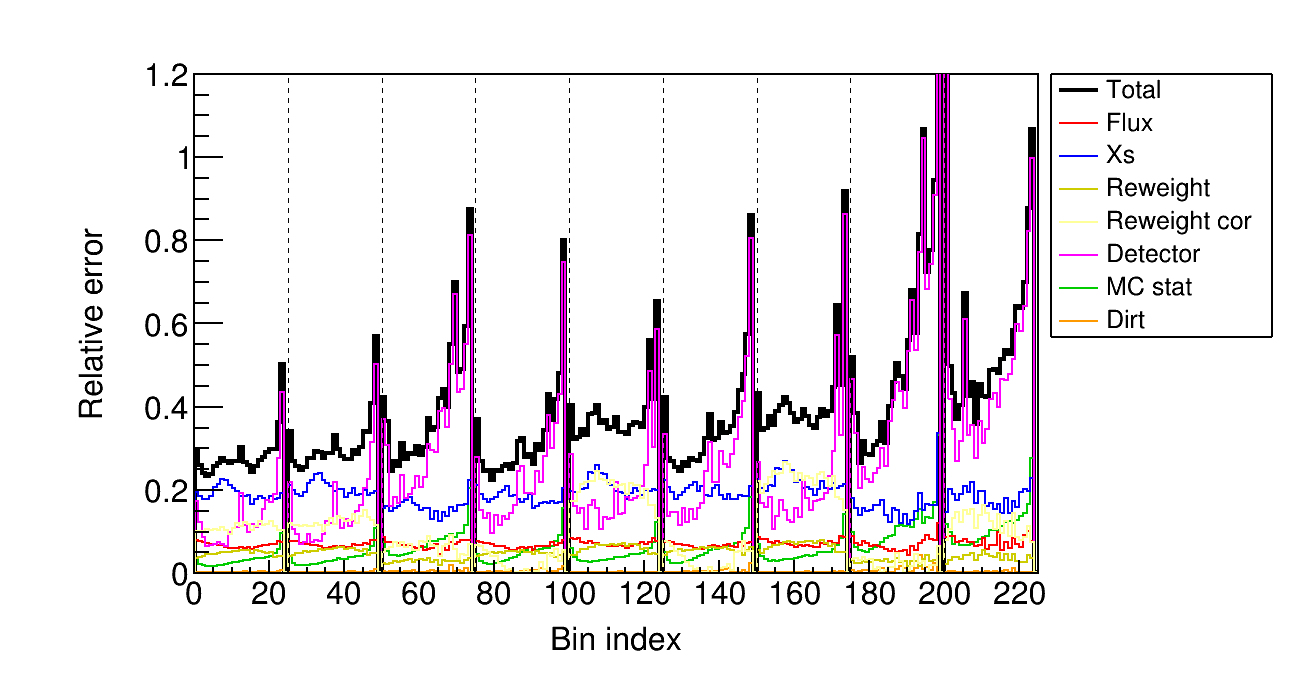 1.2
1
0.8
0.6
0.4
0.2
0
Relative error
0 20 40 60 80 100 120 140 160 180 200 220
Bin index
Total
Flux
Xs
Reweight
Reweight cor
Detector
MC stat
Dirt